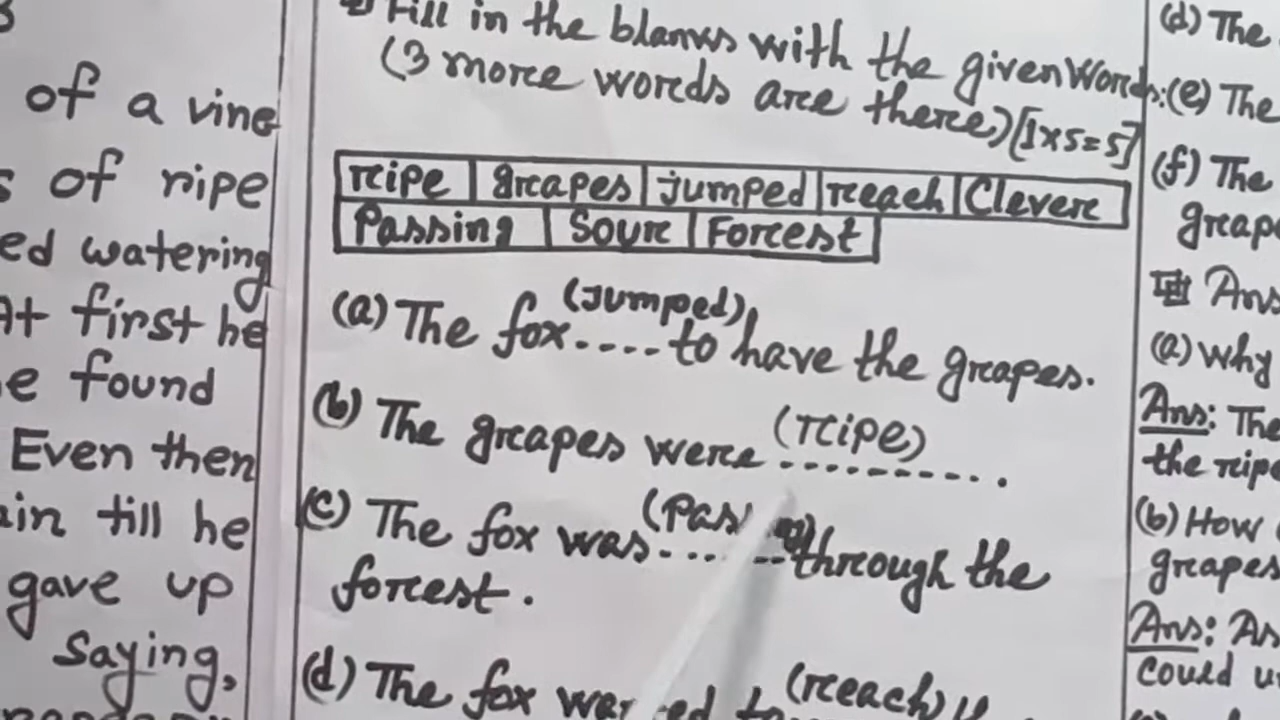 of a vine
of ripe
watering
At first he
found
Even then
till he
gave up
saying,
Fill in the blanks with the given words:
(3 more words are there) [1x5=5]
ripe | grapes | jumped | reach | Clever
Passing | Sour | Forest
(a) The fox (Jumped) .... to have the grapes.
(b) The grapes were (ripe) ..........
(c) The fox was ...... through the
forest.
(d) The fox (reach)
(d) The
(e) The
(f) The
Ans
(a) Why
Ans: The
the ripe
(b) How
grapes
Ans: As
could